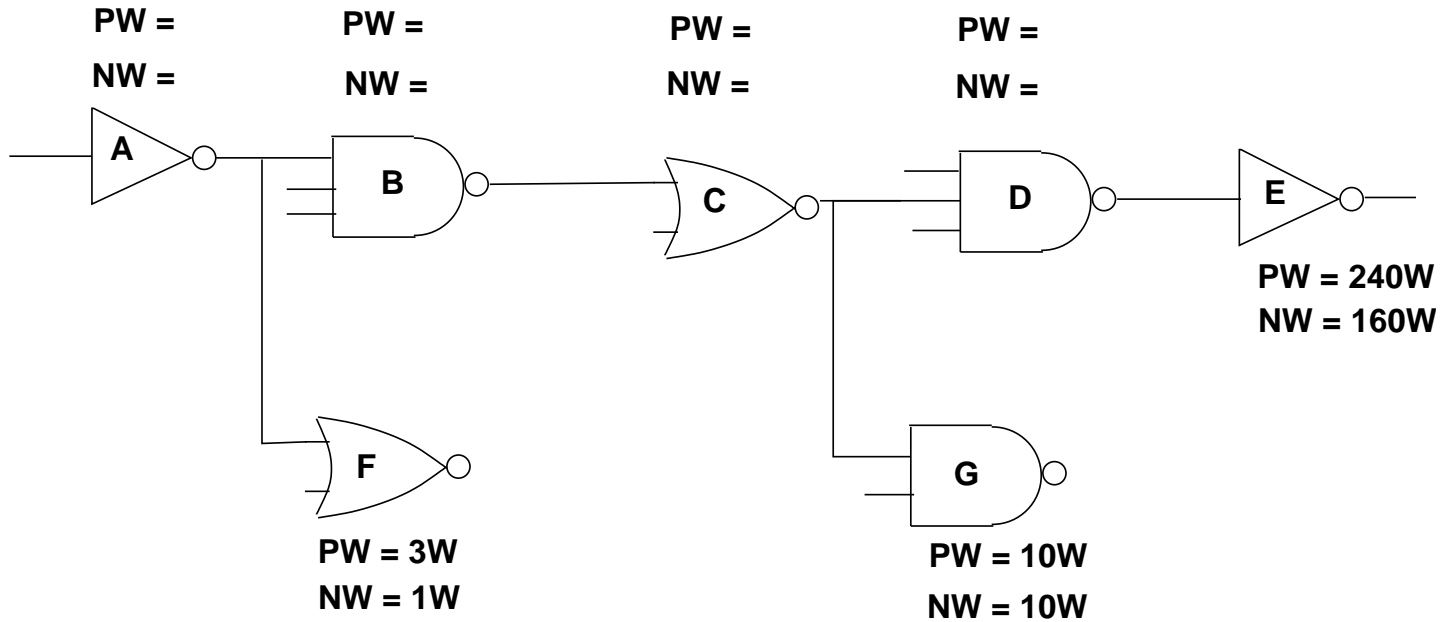 PW = PW = PW = PW =
NW = NW = NW = NW =
A B C D E
PW = 240W
NW = 160W
F G
PW = 3W PW = 10W
NW = 1W NW = 10W